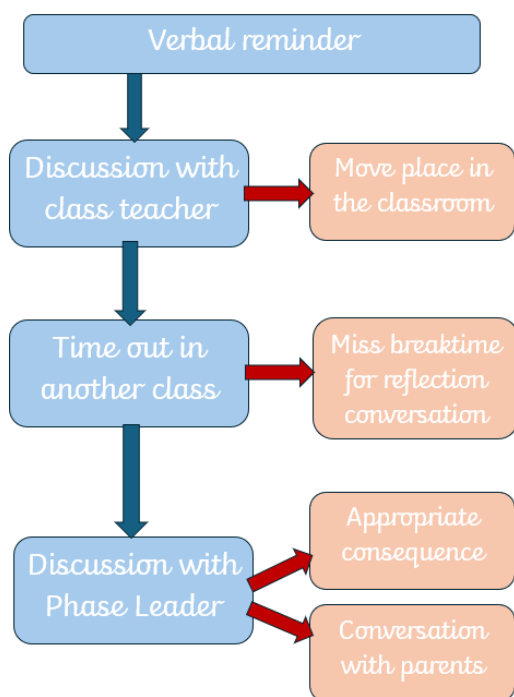 Verbal reminder
Discussion with
class teacher
Move place in
the classroom
Time out in
another class
Miss breaktime
for reflection
conversation
Discussion with
Phase Leader
Appropriate
consequence
Conversation
with parents